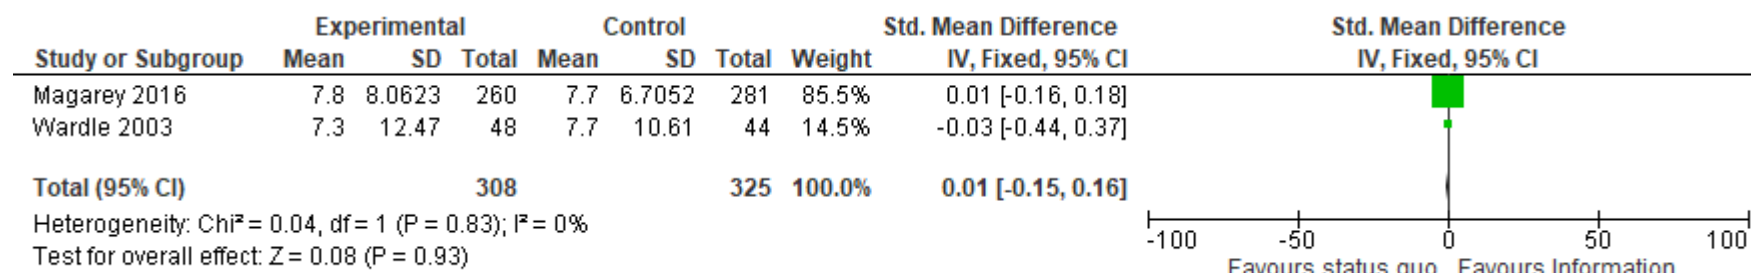 Experimental Control Std. Mean Difference Std. Mean Difference
Study or Subgroup Mean SD Total Mean SD Total Weight IV, Fixed, 95% CI IV, Fixed, 95% CI
Magarey 2016 7.8 8.0623 260 7.7 6.7052 281 85.5% 0.01 [-0.16, 0.18]
Wardle 2003 7.3 12.47 48 7.7 10.61 44 14.5% -0.03 [-0.44, 0.37]
Total (95% CI) 308 325 100.0% 0.01 [-0.15, 0.16]
Heterogeneity: Chi² = 0.04, df = 1 (P = 0.83); I² = 0%
Test for overall effect: Z = 0.08 (P = 0.93)
-100 -50 0 50 100
Favours status quo Favours Information